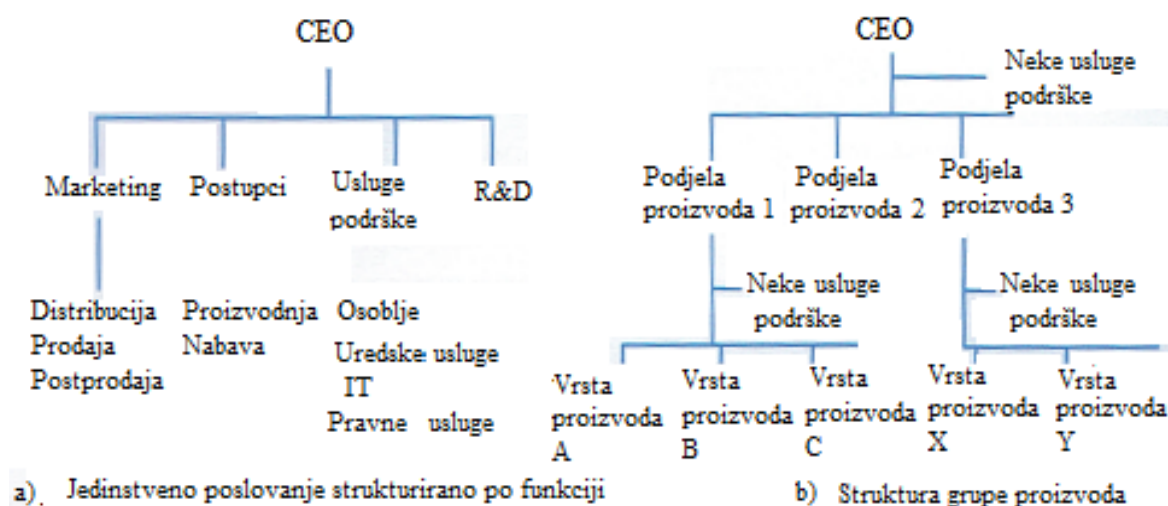 CEO
Marketing
Postupci
Usluge
podrške
R&D
Distribucija
Prodaja
Postprodaja
Proizvodnja
Nabava
Osoblje
Uredske usluge
IT
Pravne usluge
a). Jedinstveno poslovanje strukturirano po funkciji
CEO
Neke usluge
podrške
Podjela
proizvoda 1
Podjela
proizvoda 2
Podjela
proizvoda 3
Neke usluge
podrške
Neke usluge
podrške
Vrsta
proizvoda
A
Vrsta
proizvoda
B
Vrsta
proizvoda
C
Vrsta
proizvoda
X
Vrsta
proizvoda
Y
b) Struktura grupe proizvoda